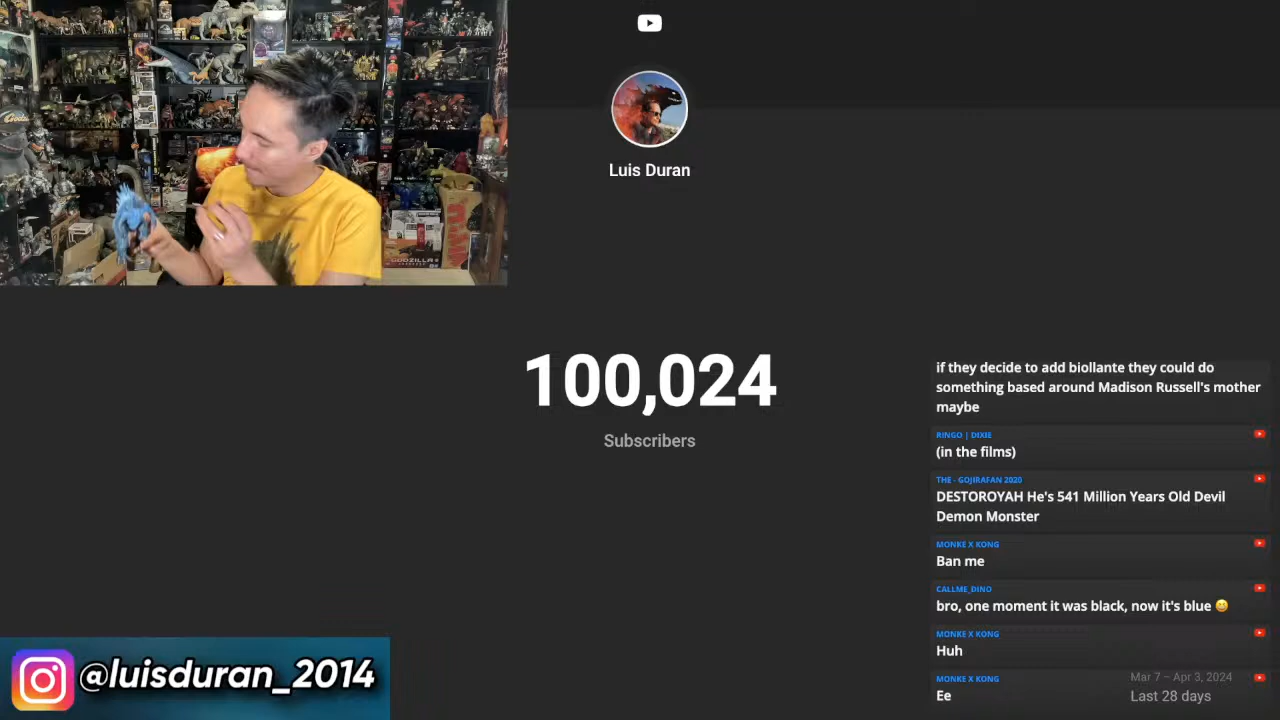 Luis Duran
100,024
Subscribers
if they decide to add biollante they could do
something based around Madison Russell's mother
maybe
RINGO | DIXIE
(in the films)
THE - GOJIRAFAN 2020
DESTOROYAH He's 541 Million Years Old Devil
Demon Monster
MONKE X KONG
Ban me
CALLME_DINO
bro, one moment it was black, now it's blue 😄
MONKE X KONG
Huh
MONKE X KONG
Ee
Mar 7 – Apr 3, 2024
Last 28 days
@luisduran_2014
GODZILLA